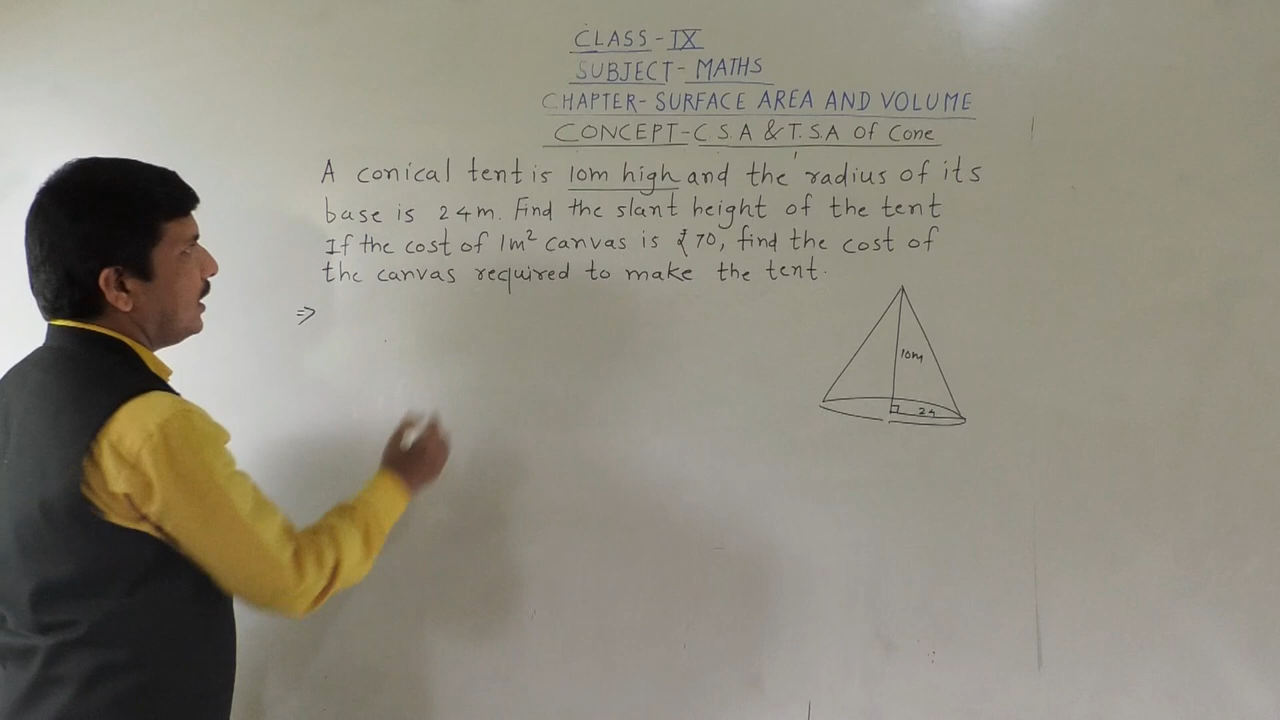 CLASS-IX
SUBJECT- MATHS
CHAPTER- SURFACE AREA AND VOLUME
CONCEPT- C.S.A & T.S.A Of Cone
A conical tent is 10m high and the radius of its
base is 24m. Find the slant height of the tent
If the cost of 1m² canvas is ₹70, find the cost of
the canvas required to make the tent.
⇒
10m
24